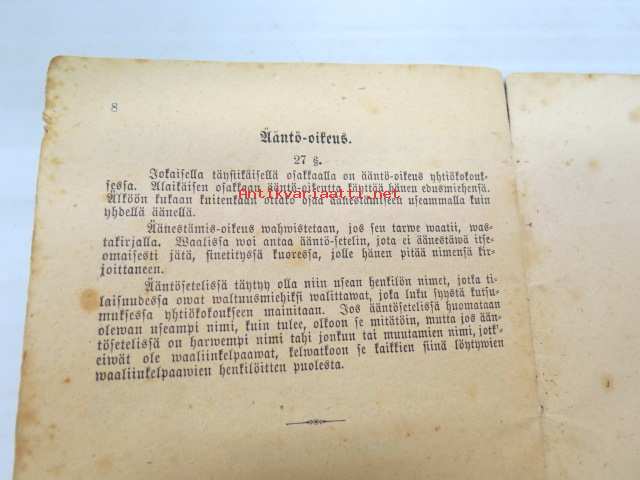 8
Ääntö-oikeus.
27 §.
Jokaisella täysiikäisellä osakkaalla on ääntö-oikeus yhtiökokouk-
sessa. Alaikäisen osakkaan ääntö-oikeutta käyttää hänen edusmiehensä.
Antikvariaatti.net
Älköön kukaan kuitenkaan ottako osaa äänestämiseen useammalla kuin
yhdellä äänellä.
Äänestämis-oikeus wahwistetaan, jos sen tarwe waatii, was-
takirjalla. Waalissa woi antaa ääntö-setelin, jota ei äänestäwä itse-
omaisesti jätä, sinetityssä kuoressa, jolle hänen pitää nimensä kir-
joittaneen.
Ääntösetelissä täytyy olla niin usean henkilön nimet, jotka ti-
laisuudessa owat waltuusmiehiksi walittawat, joka luku syystä kutsu-
muksessa yhtiökokoukseen mainitaan. Jos ääntösetelissä huomataan
olewan useampi nimi, kuin tulee, olkoon se mitätöin, mutta jos ään-
tösetelissä on harwempi nimi tahi jonkun tai muutamien nimi, jotk'
eiwät ole waaliinkelpaawat, kelwatkoon se kaikkien siinä löytywien
waaliinkelpaawien henkilöitten puolesta.